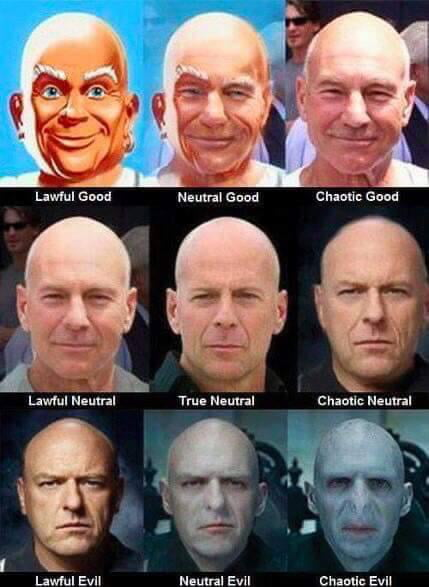 Lawful Good
Neutral Good
Chaotic Good
Lawful Neutral
True Neutral
Chaotic Neutral
Lawful Evil
Neutral Evil
Chaotic Evil